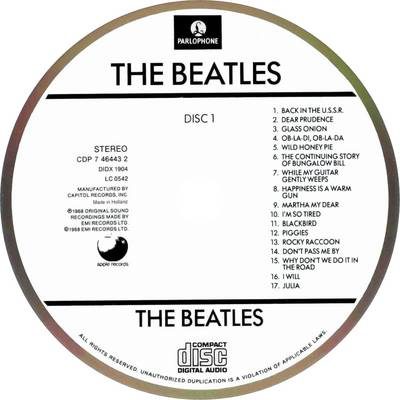 PARLOPHONE
THE BEATLES
DISC 1
STEREO
CDP 7 46443 2
DIDX 1904
LC 0542
MANUFACTURED BY
CAPITOL RECORDS, INC.
Made in Holland
℗1968 ORIGINAL SOUND
RECORDINGS MADE BY
EMI RECORDS LTD.
©1968 EMI RECORDS LTD.
apple records
1. BACK IN THE U.S.S.R.
2. DEAR PRUDENCE
3. GLASS ONION
4. OB-LA-DI, OB-LA-DA
5. WILD HONEY PIE
6. THE CONTINUING STORY
OF BUNGALOW BILL
7. WHILE MY GUITAR
GENTLY WEEPS
8. HAPPINESS IS A WARM
GUN
9. MARTHA MY DEAR
10. I'M SO TIRED
11. BLACKBIRD
12. PIGGIES
13. ROCKY RACCOON
14. DON'T PASS ME BY
15. WHY DON'T WE DO IT IN
THE ROAD
16. I WILL
17. JULIA
THE BEATLES
COMPACT
disc
DIGITAL AUDIO
ALL RIGHTS RESERVED. UNAUTHORIZED DUPLICATION IS A VIOLATION OF APPLICABLE LAWS.